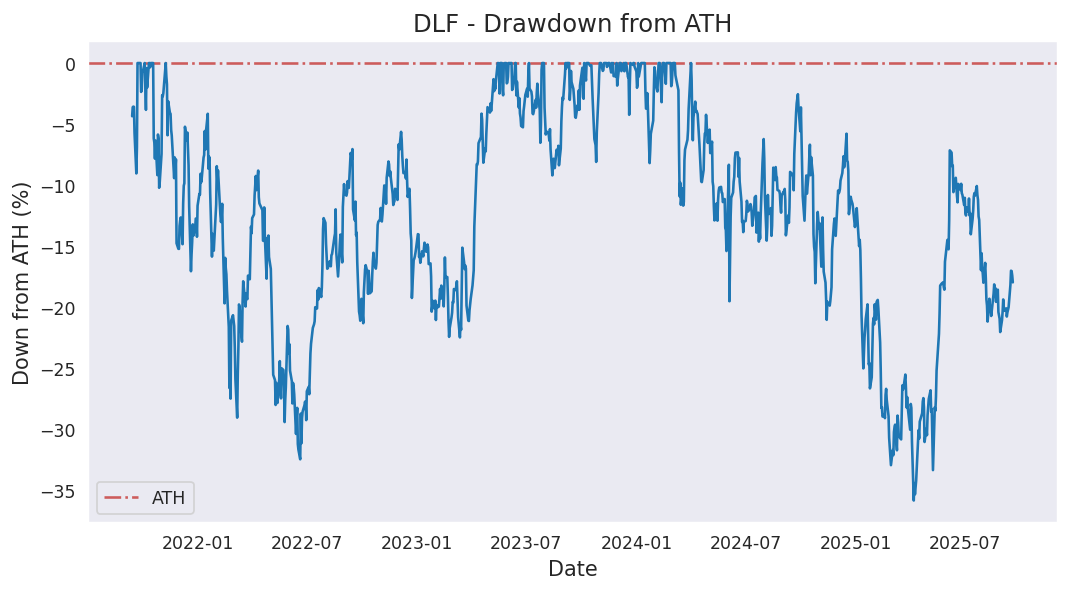 DLF - Drawdown from ATH
Down from ATH (%)
0
−5
−10
−15
−20
−25
−30
−35
ATH
2022-01 2022-07 2023-01 2023-07 2024-01 2024-07 2025-01 2025-07
Date